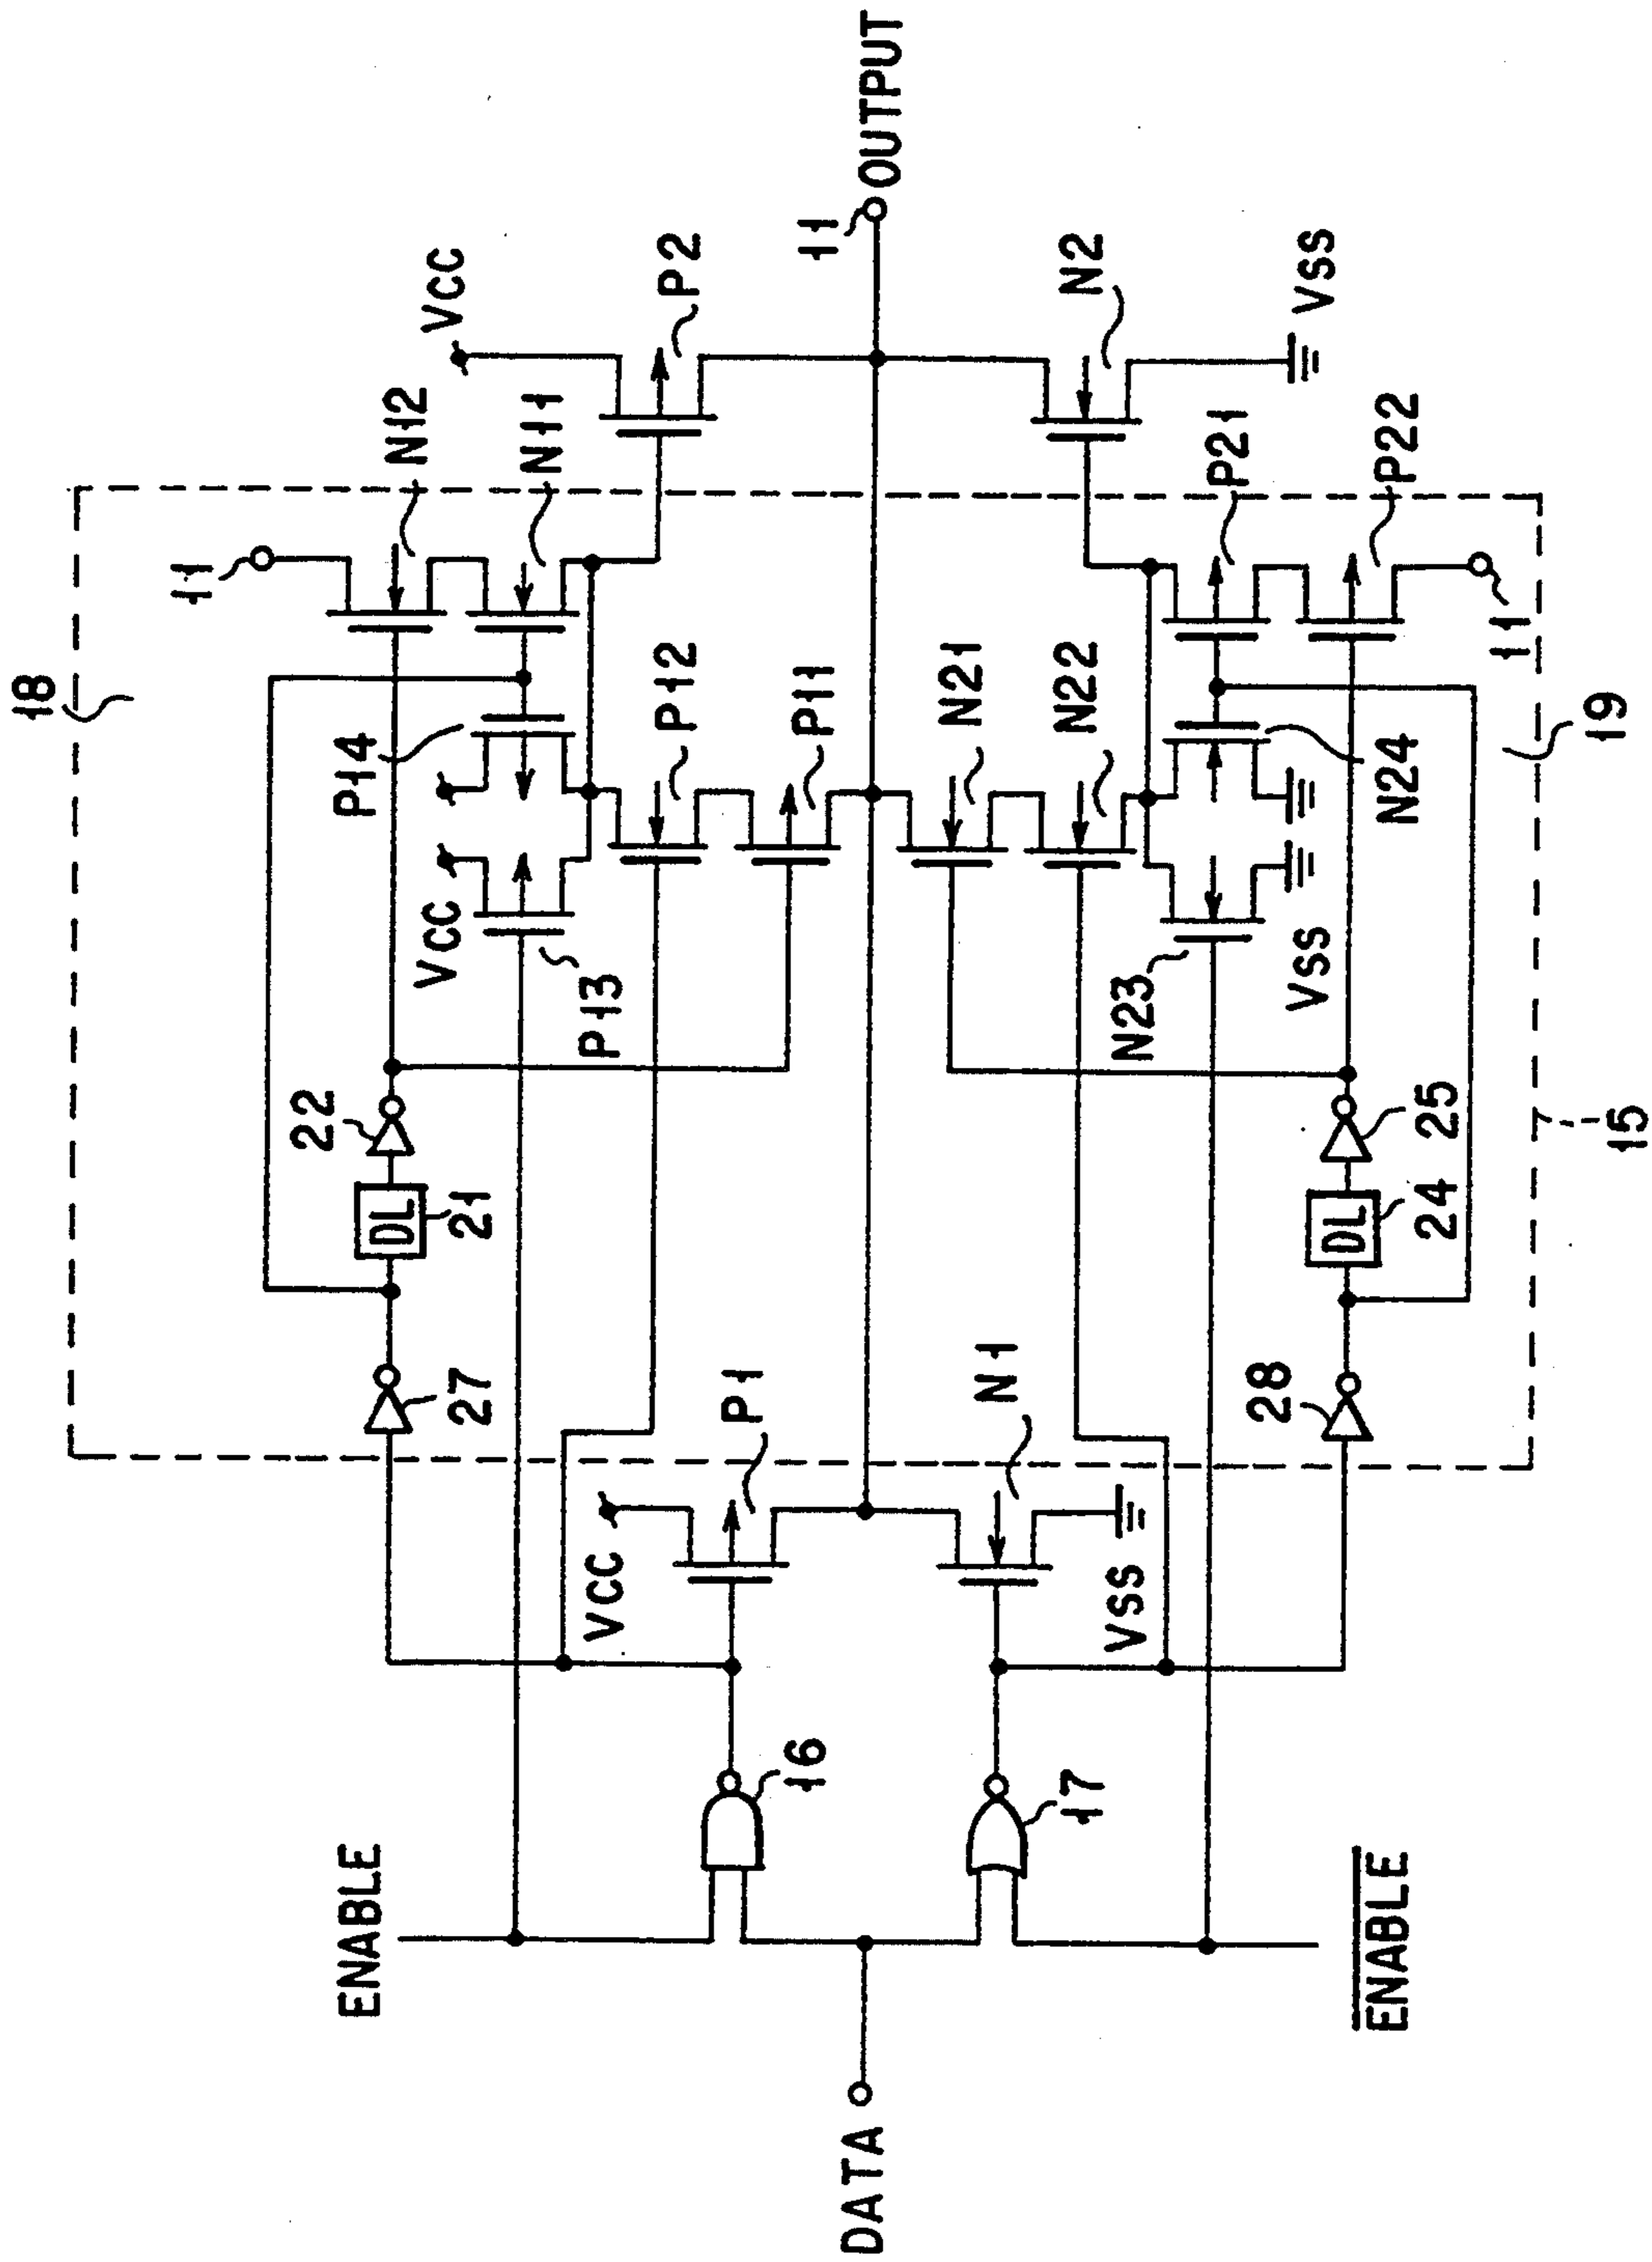 18
11
VCC
N12
N11
P2
11
OUTPUT
P14
VCC
P13
P12
P11
22
DL
21
27
N21
N22
N2
VSS
P21
P22
N23
VSS
N24
11
19
25
DL
24
15
28
VCC
P1
N1
VSS
ENABLE
16
17
ENABLE
DATA